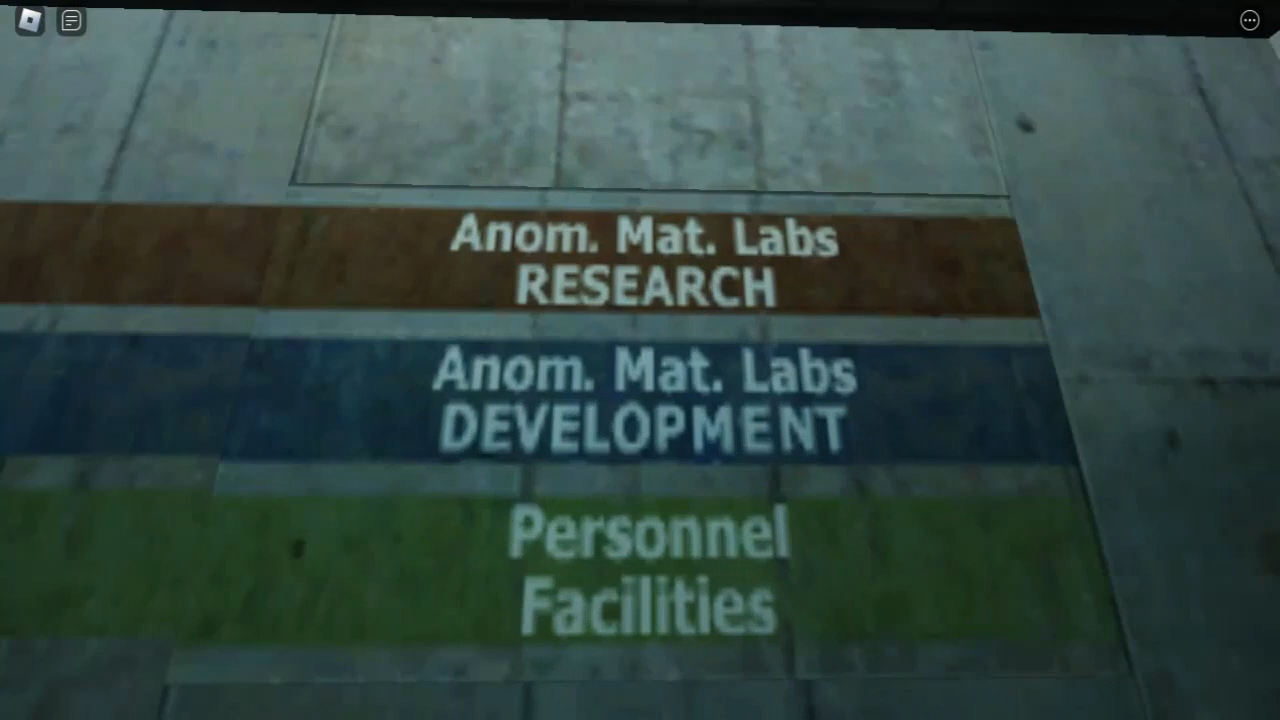 Anom. Mat. Labs
RESEARCH
Anom. Mat. Labs
DEVELOPMENT
Personnel
Facilities